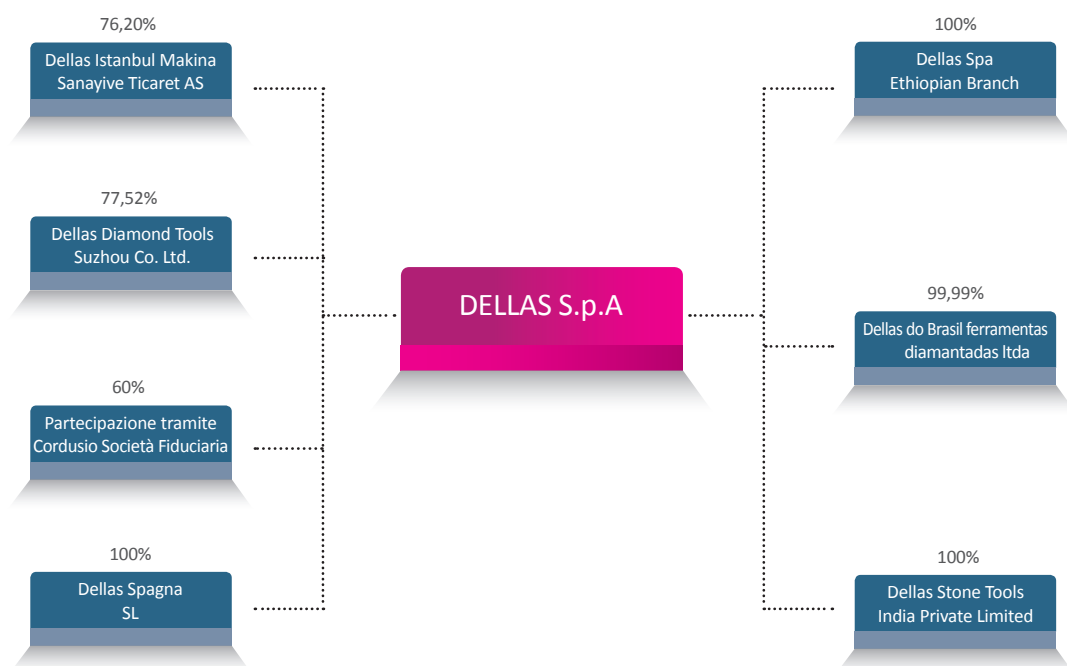 76,20%
Dellas Istanbul Makina
Sanayive Ticaret AS
77,52%
Dellas Diamond Tools
Suzhou Co. Ltd.
60%
Partecipazione tramite
Cordusio Società Fiduciaria
100%
Dellas Spagna
SL
DELLAS S.p.A
100%
Dellas Spa
Ethiopian Branch
99,99%
Dellas do Brasil ferramentas
diamantadas ltda
100%
Dellas Stone Tools
India Private Limited